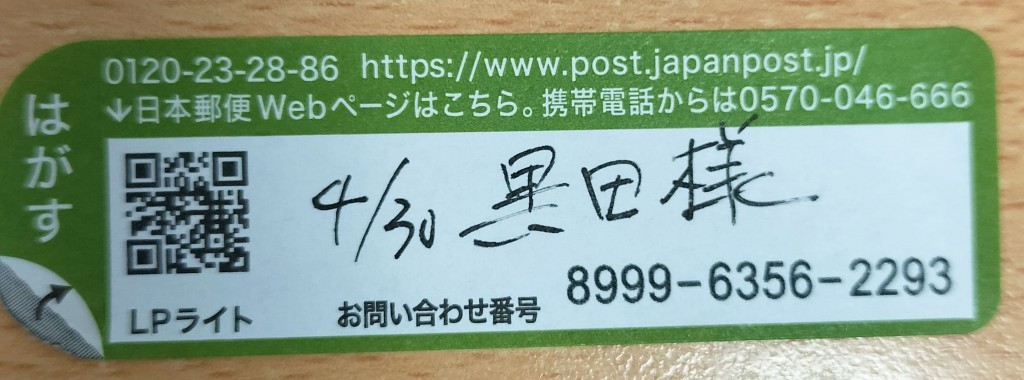 はがす
0120-23-28-86 https://www.post.japanpost.jp/
↓日本郵便Webページはこちら。携帯電話からは0570-046-666
4/30 黒田様
LPライト お問い合わせ番号 8999-6356-2293